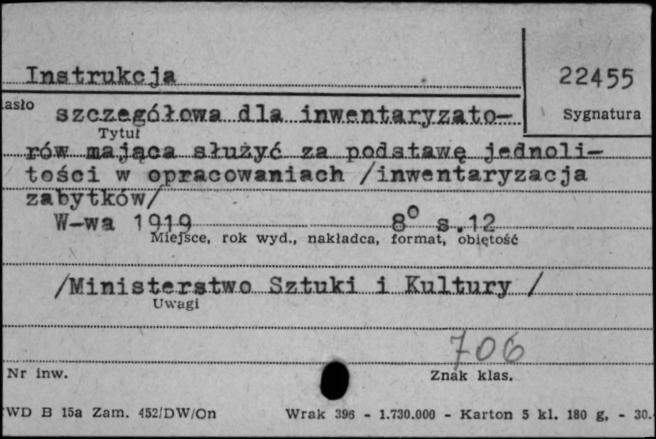 Instrukcja
22455
asło
szczegółowa dla inwentaryzato-
Sygnatura
Tytuł
rów mająca służyć za podstawę jednoli-
tości w opracowaniach /inwentaryzacja
zabytków/
W-wa 1919 8° s.12
Miejsce, rok wyd., nakładca, format, objętość
/Ministerstwo Sztuki i Kultury /
Uwagi
706
Nr inw.
Znak klas.
WD B 15a Zam. 452/DW/On Wrak 396 - 1.730.000 - Karton 5 kl. 180 g, - 30.